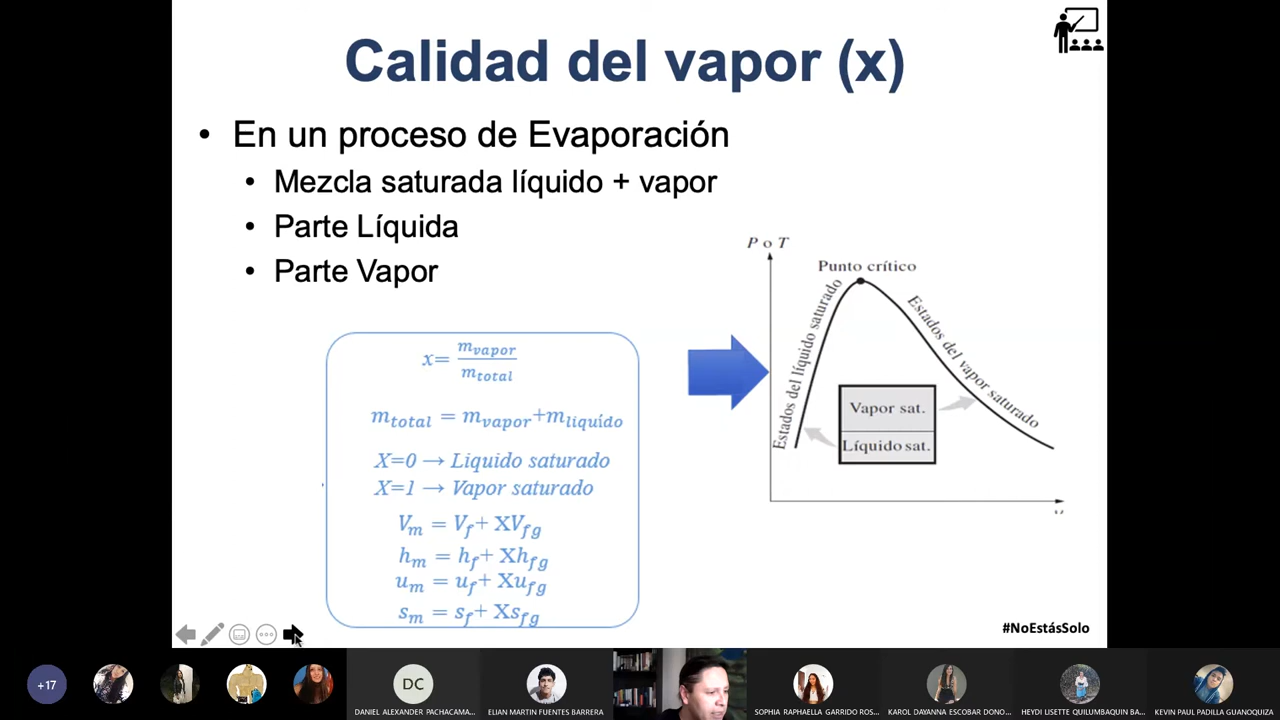 Calidad del vapor (x)
• En un proceso de Evaporación
• Mezcla saturada líquido + vapor
• Parte Líquida
• Parte Vapor
x= m_vapor / m_total
m_total = m_vapor+m_liquído
X=0 → Liquido saturado
X=1 → Vapor saturado
V_m = V_f+ XV_fg
h_m = h_f+ Xh_fg
u_m = u_f+ Xu_fg
s_m = s_f+ Xs_fg
P o T
Punto crítico
Estados del líquido saturado
Estados del vapor saturado
Vapor sat.
Líquido sat.
#NoEstásSolo
+17
DC
DANIEL ALEXANDER PACHACAMA...
ELIAN MARTIN FUENTES BARRERA
SOPHIA RAPHAELLA GARRIDO ROS...
KAROL DAYANNA ESCOBAR DONO...
HEYDI LISETTE QUILUMBAQUIN BA...
KEVIN PAUL PADILLA GUANOQUIZA